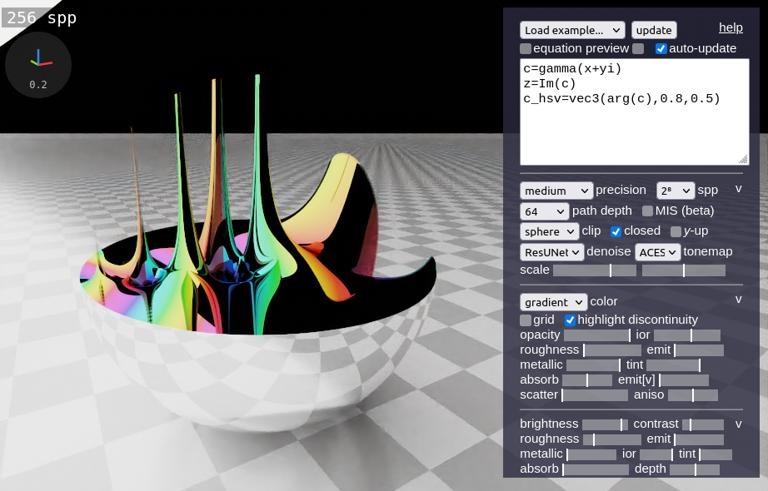 256 spp
0.2
Load example... update help
equation preview auto-update
c=gamma(x+yi)
z=Im(c)
c_hsv=vec3(arg(c),0.8,0.5)
medium precision 2⁸ spp v
64 path depth MIS (beta)
sphere clip closed y-up
ResUNet denoise ACES tonemap
scale
gradient color v
grid highlight discontinuity
opacity ior
roughness emit
metallic tint
absorb emit[v]
scatter aniso
brightness contrast v
roughness emit
metallic ior tint
absorb depth